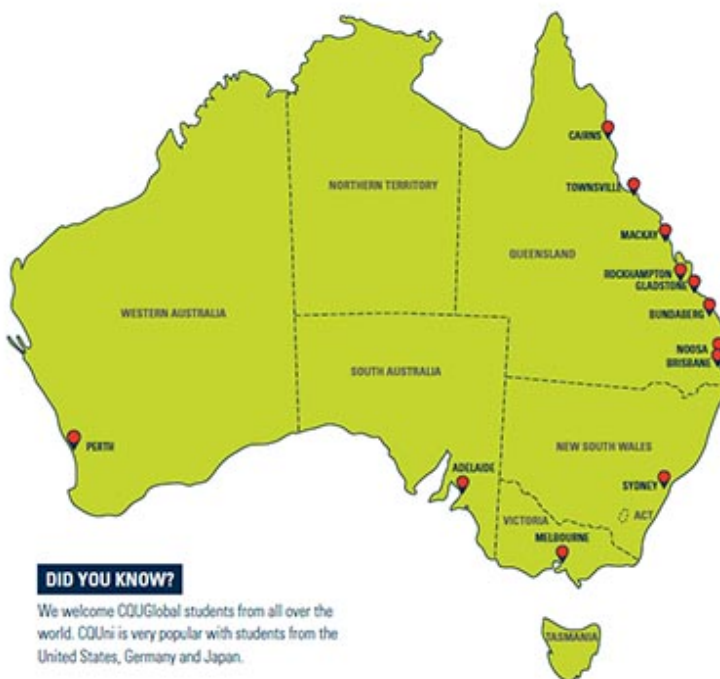 CAIRNS
NORTHERN TERRITORY
TOWNSVILLE
MACKAY
QUEENSLAND
ROCKHAMPTON
GLADSTONE
BUNDABERG
WESTERN AUSTRALIA
NOOSA
BRISBANE
SOUTH AUSTRALIA
PERTH
NEW SOUTH WALES
ADELAIDE
SYDNEY
ACT
VICTORIA
MELBOURNE
DID YOU KNOW?
We welcome CQUGlobal students from all over the
world. CQUni is very popular with students from the
United States, Germany and Japan.
TASMANIA